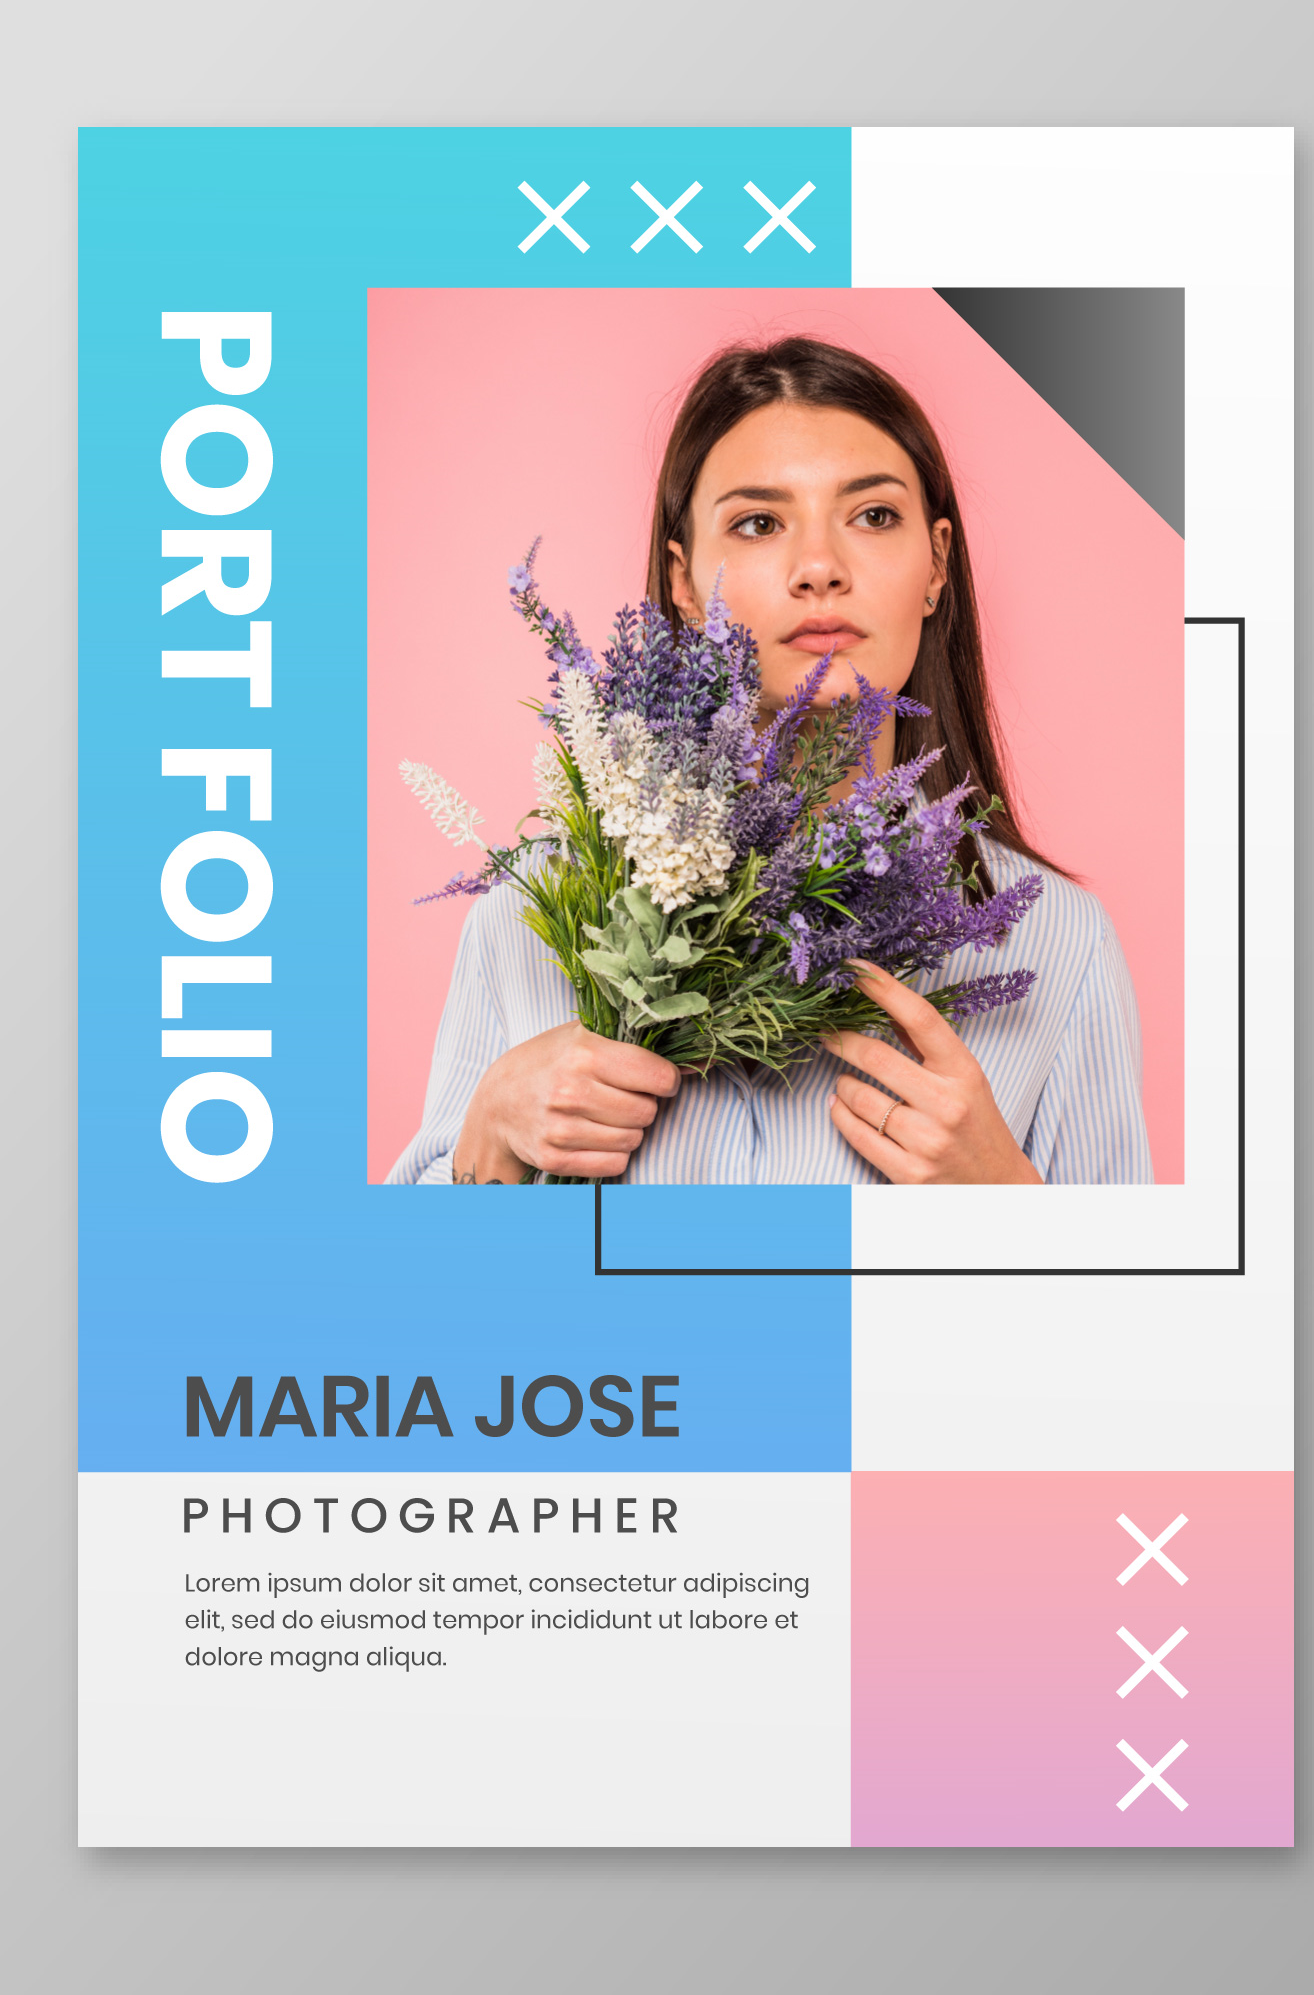 PORT FOLIO
MARIA JOSE
PHOTOGRAPHER
Lorem ipsum dolor sit amet, consectetur adipiscing
elit, sed do eiusmod tempor incididunt ut labore et
dolore magna aliqua.